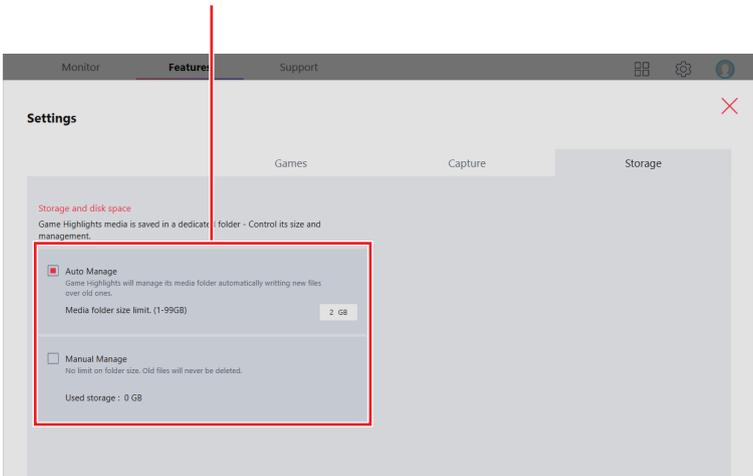 Monitor Features Support
Settings
Games Capture Storage
Storage and disk space
Game Highlights media is saved in a dedicated folder - Control its size and
management.
Auto Manage
Game Highlights will manage its media folder automatically writting new files
over old ones.
Media folder size limit. (1-99GB) 2 GB
Manual Manage
No limit on folder size. Old files will never be deleted.
Used storage : 0 GB